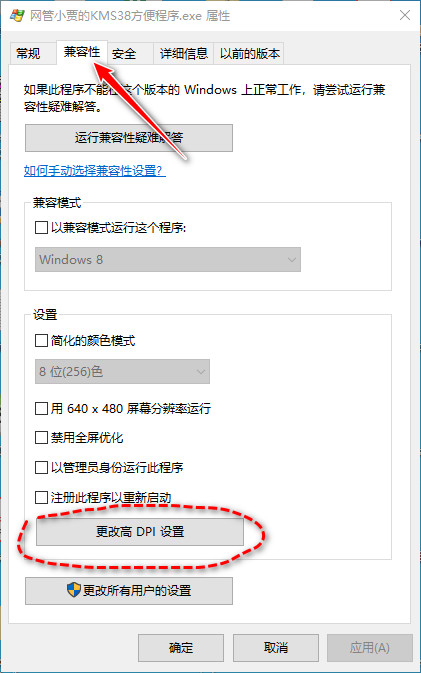 网管小贾的KMS38方便程序.exe 属性
常规 兼容性 安全 详细信息 以前的版本
如果此程序不能在这个版本的 Windows 上正常工作，请尝试运行兼
容性疑难解答。
运行兼容性疑难解答
如何手动选择兼容性设置?
兼容模式
以兼容模式运行这个程序:
Windows 8
设置
简化的颜色模式
8 位(256)色
用 640 x 480 屏幕分辨率运行
禁用全屏优化
以管理员身份运行此程序
注册此程序以重新启动
更改高 DPI 设置
更改所有用户的设置
确定 取消 应用(A)